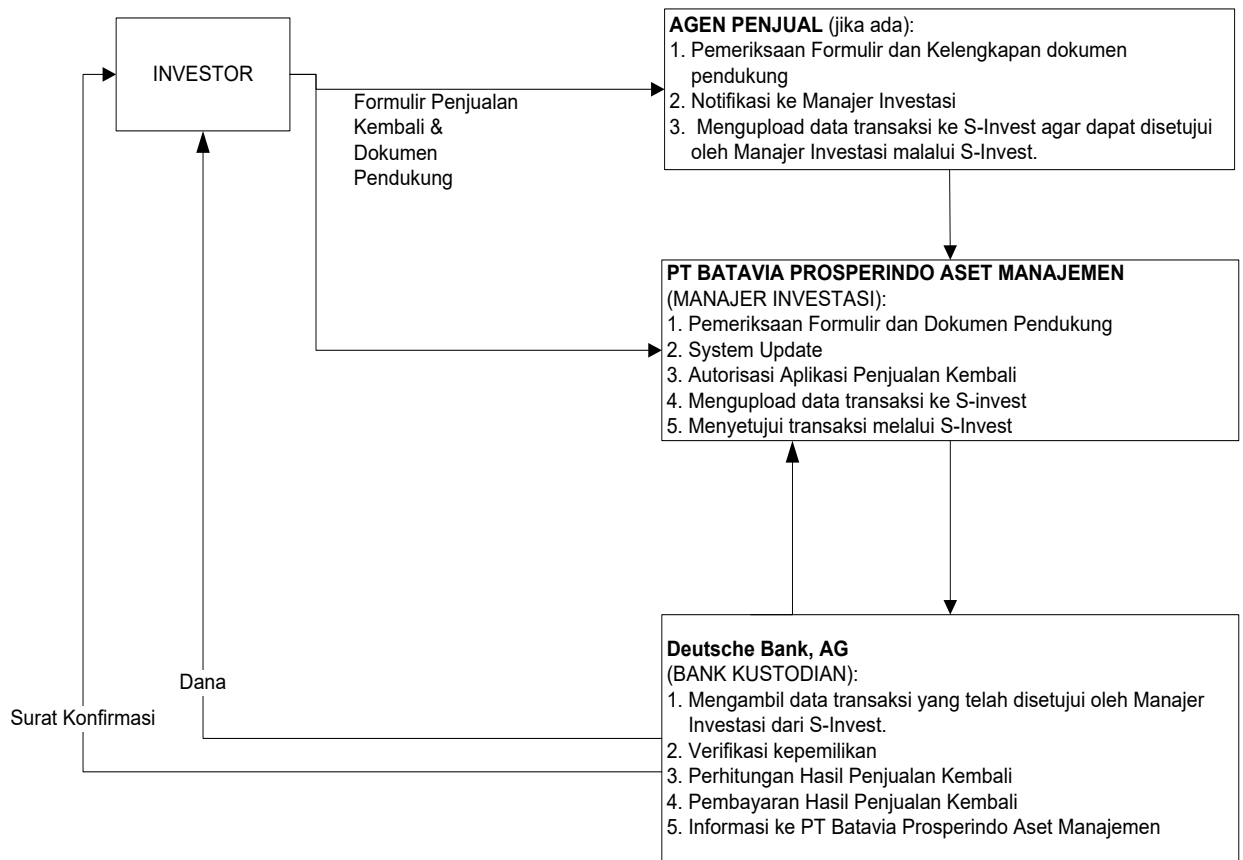 INVESTOR
Formulir Penjualan
Kembali &
Dokumen
Pendukung
AGEN PENJUAL (jika ada):
1. Pemeriksaan Formulir dan Kelengkapan dokumen
pendukung
2. Notifikasi ke Manajer Investasi
3. Mengupload data transaksi ke S-Invest agar dapat disetujui
oleh Manajer Investasi malalui S-Invest.
PT BATAVIA PROSPERINDO ASET MANAJEMEN
(MANAJER INVESTASI):
1. Pemeriksaan Formulir dan Dokumen Pendukung
2. System Update
3. Autorisasi Aplikasi Penjualan Kembali
4. Mengupload data transaksi ke S-invest
5. Menyetujui transaksi melalui S-Invest
Deutsche Bank, AG
(BANK KUSTODIAN):
1. Mengambil data transaksi yang telah disetujui oleh Manajer
Investasi dari S-Invest.
2. Verifikasi kepemilikan
3. Perhitungan Hasil Penjualan Kembali
4. Pembayaran Hasil Penjualan Kembali
5. Informasi ke PT Batavia Prosperindo Aset Manajemen
Dana
Surat Konfirmasi